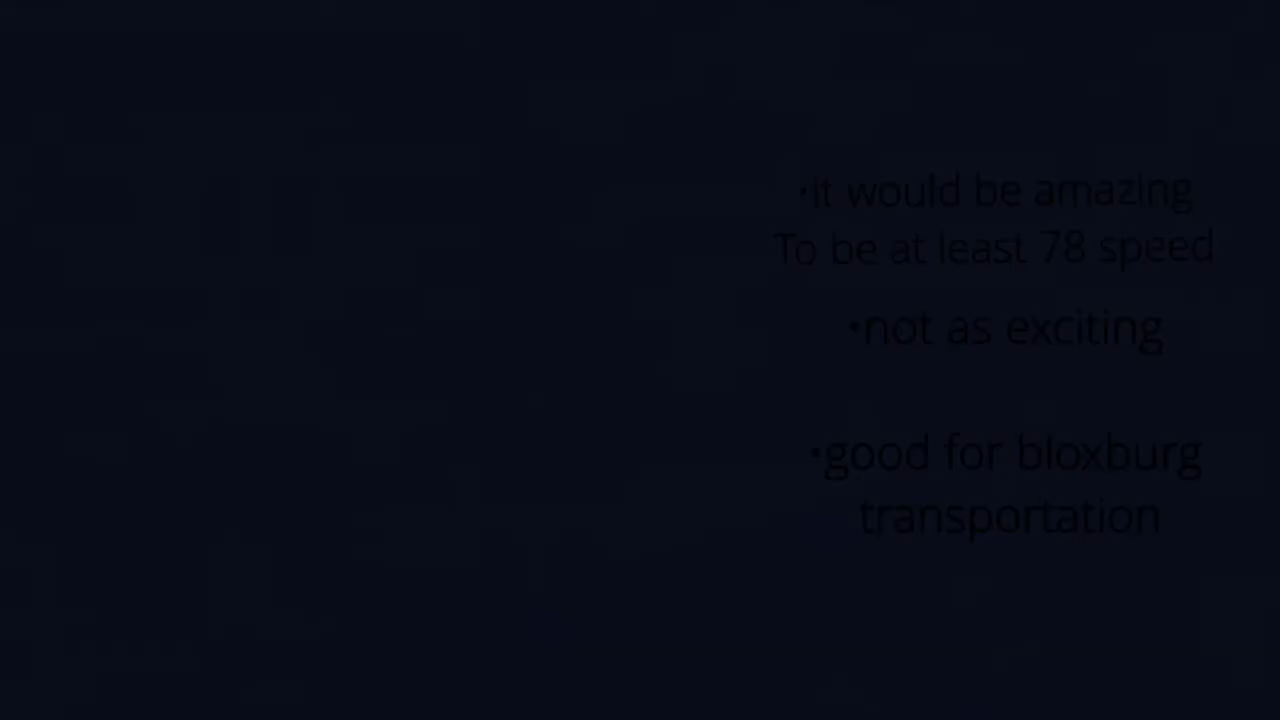 •it would be amazing
To be at least 78 speed
•not as exciting
•good for bloxburg
transportation